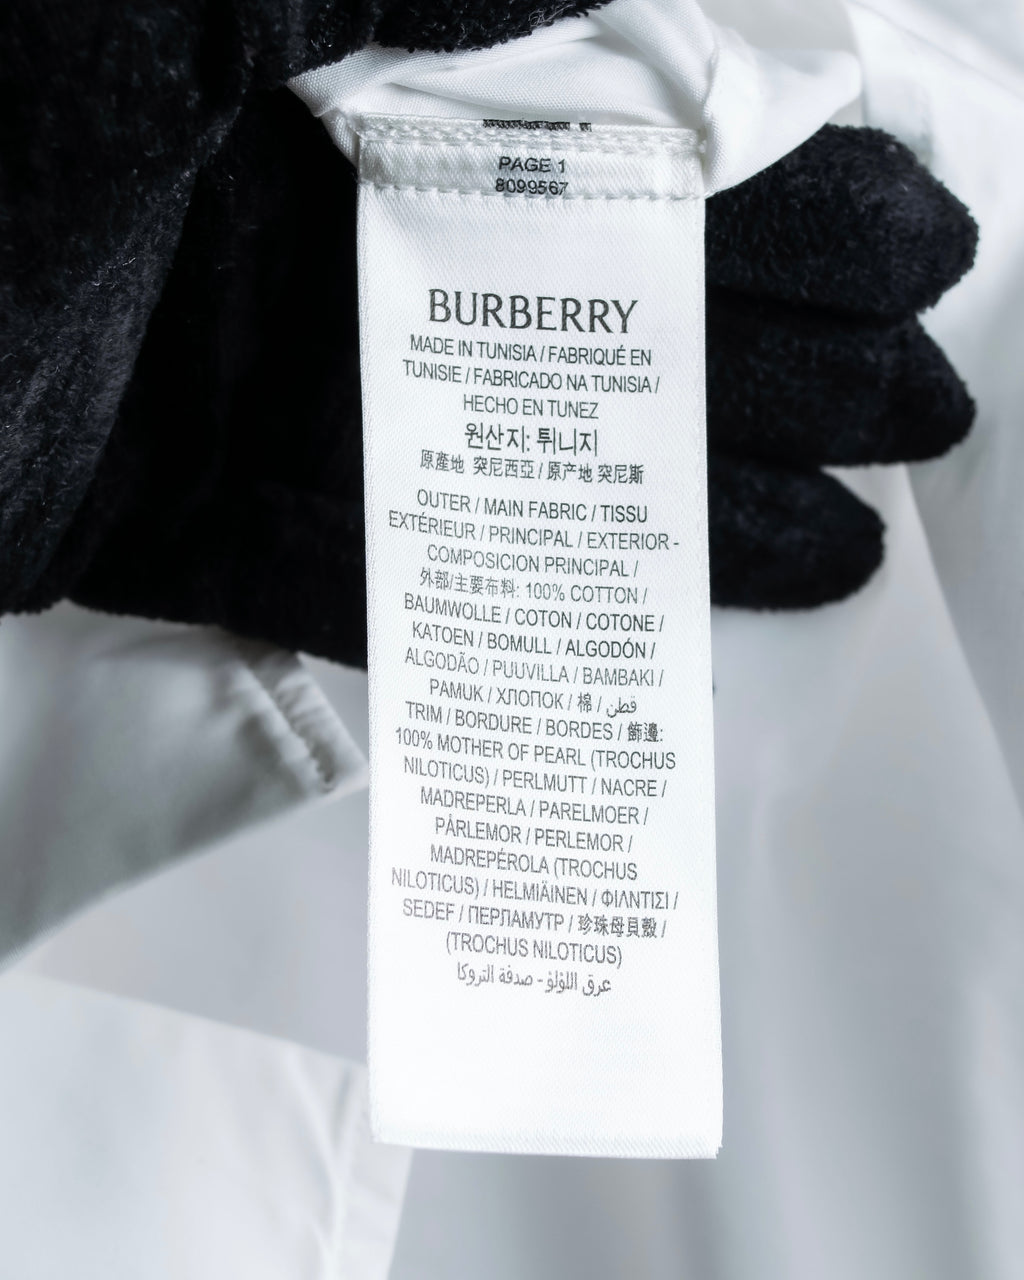 PAGE 1
8099567
BURBERRY
MADE IN TUNISIA / FABRIQUÉ EN
TUNISIE / FABRICADO NA TUNISIA /
HECHO EN TUNEZ
원산지: 튀니지
原產地 突尼西亞 / 原产地 突尼斯
OUTER / MAIN FABRIC / TISSU
EXTÉRIEUR / PRINCIPAL / EXTERIOR -
COMPOSICION PRINCIPAL /
外部/主要布料: 100% COTTON /
BAUMWOLLE / COTON / COTONE /
KATOEN / BOMULL / ALGODÓN /
ALGODÃO / PUUVILLA / BAMBAKI /
PAMUK / ХЛОПОК / 棉 / قطن
TRIM / BORDURE / BORDES / 飾邊:
100% MOTHER OF PEARL (TROCHUS
NILOTICUS) / PERLMUTT / NACRE /
MADREPERLA / PARELMOER /
PÄRLEMOR / PERLEMOR /
MADREPÉROLA (TROCHUS
NILOTICUS) / HELMIÄINEN / ΦΙΛΝΤΙΣΙ /
SEDEF / ПЕРЛАМУТР / 珍珠母貝殼 /
(TROCHUS NILOTICUS)
عرق اللؤلؤ - صدفة التروكا